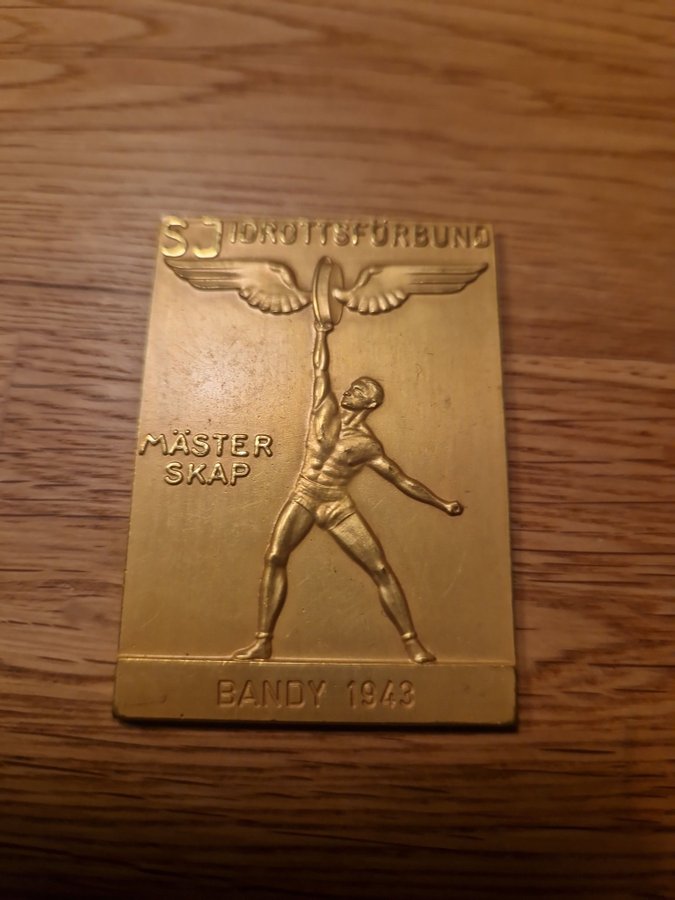 SJ IDROTTSFÖRBUND
MÄSTER
SKAP
BANDY 1943